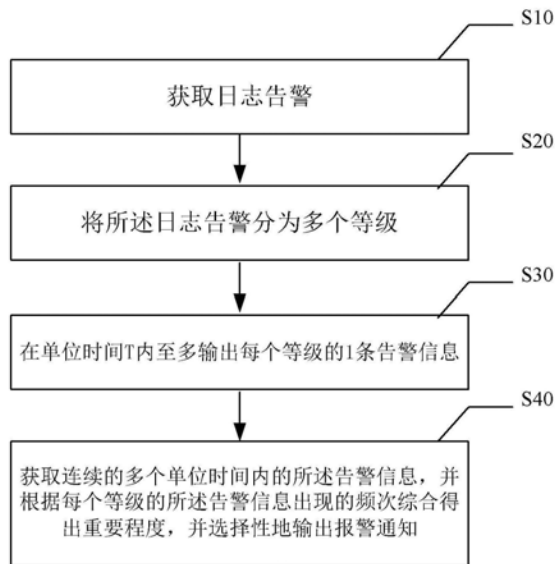 S10
获取日志告警
S20
将所述日志告警分为多个等级
S30
在单位时间T内至多输出每个等级的1条告警信息
S40
获取连续的多个单位时间内的所述告警信息，并
根据每个等级的所述告警信息出现的频次综合得
出重要程度，并选择性地输出报警通知